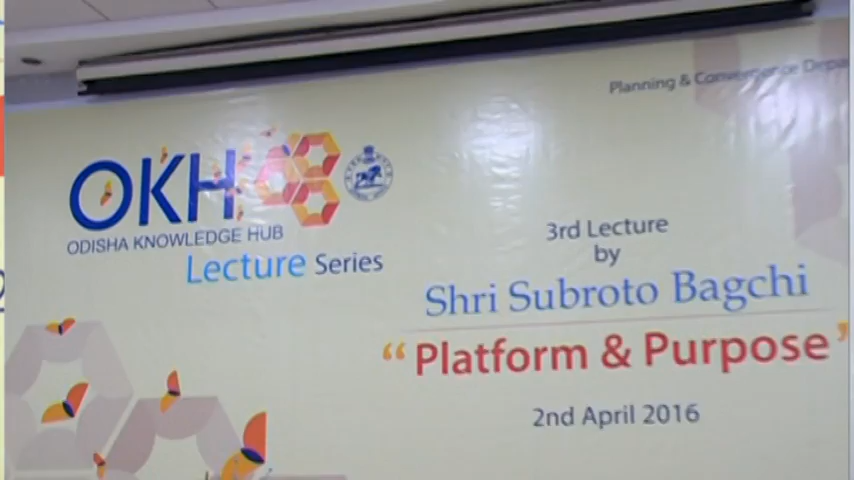 Planning & Convergence
OKH
ODISHA KNOWLEDGE HUB
Lecture Series
3rd Lecture
by
Shri Subroto Bagchi
“Platform & Purpose”
2nd April 2016